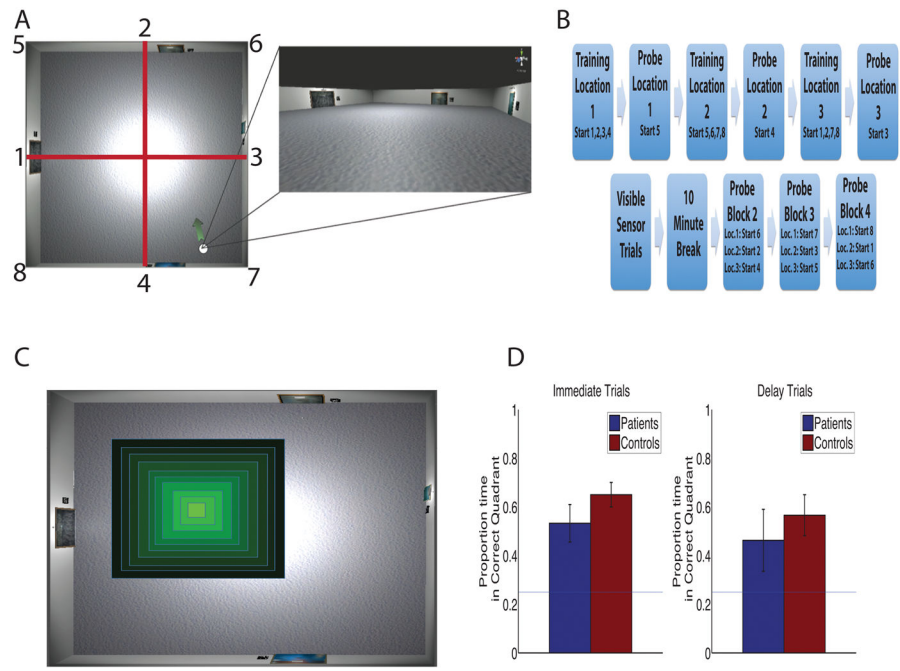 A
5
2
6
1
3
8
4
7
B
Training
Location
1
Start 1,2,3,4
Probe
Location
1
Start 5
Training
Location
2
Start 5,6,7,8
Probe
Location
2
Start 4
Training
Location
3
Start 1,2,7,8
Probe
Location
3
Start 3
Visible
Sensor
Trials
10
Minute
Break
Probe
Block 2
Loc.1: Start 6
Loc.2: Start 2
Loc.3: Start 4
Probe
Block 3
Loc.1: Start 7
Loc.2: Start 3
Loc.3: Start 5
Probe
Block 4
Loc.1: Start 8
Loc.2: Start 1
Loc.3: Start 6
C
D
Immediate Trials
Proportion time
in Correct Quadrant
1
0.8
0.6
0.4
0.2
0
Patients
Controls
Delay Trials
Proportion time
in Correct Quadrant
1
0.8
0.6
0.4
0.2
0
Patients
Controls